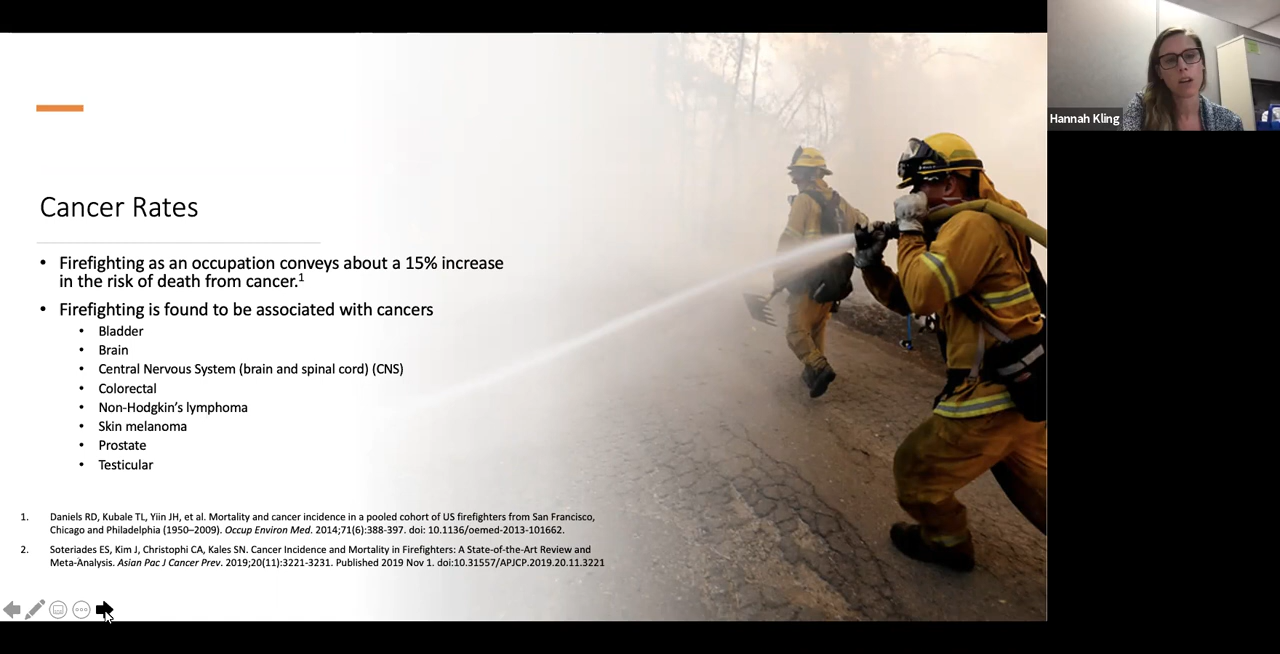 Hannah Kling
Cancer Rates
• Firefighting as an occupation conveys about a 15% increase
in the risk of death from cancer.1
• Firefighting is found to be associated with cancers
• Bladder
• Brain
• Central Nervous System (brain and spinal cord) (CNS)
• Colorectal
• Non-Hodgkin’s lymphoma
• Skin melanoma
• Prostate
• Testicular
1. Daniels RD, Kubale TL, Yiin JH, et al. Mortality and cancer incidence in a pooled cohort of US firefighters from San Francisco,
Chicago and Philadelphia (1950–2009). Occup Environ Med. 2014;71(6):388-397. doi: 10.1136/oemed-2013-101662.
2. Soteriades ES, Kim J, Christophi CA, Kales SN. Cancer Incidence and Mortality in Firefighters: A State-of-the-Art Review and
Meta-Analysis. Asian Pac J Cancer Prev. 2019;20(11):3221-3231. Published 2019 Nov 1. doi:10.31557/APJCP.2019.20.11.3221